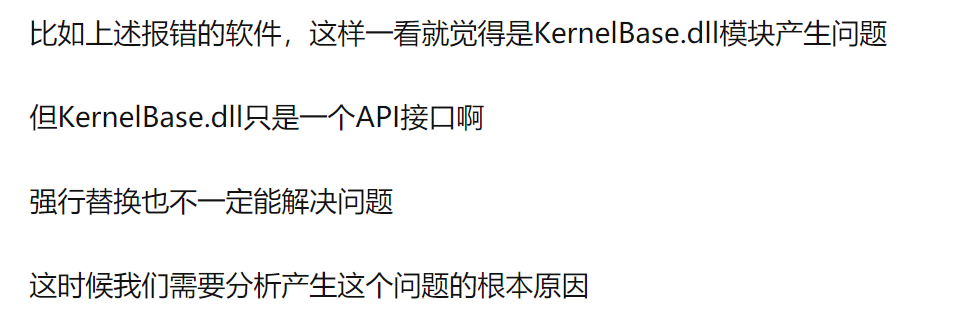 比如上述报错的软件，这样一看就觉得是KernelBase.dll模块产生问题
但KernelBase.dll只是一个API接口啊
强行替换也不一定能解决问题
这时候我们需要分析产生这个问题的根本原因